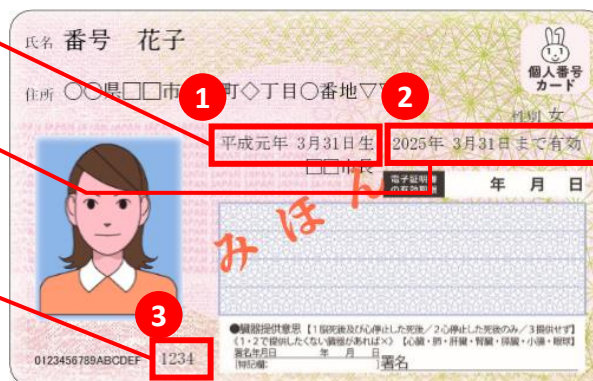 氏名 番号 花子
個人番号
カード
住所 ○○県□□市 町◇丁目○番地▽
1
2
性別 女
平成元年 3月31日生
2025年 3月31日まで有効
□□市長
電子証明書
の有効期限
年 月 日
みほん
3
●臓器提供意思【1脳死後及び心停止した死後/2心停止した死後のみ/3提供せず】
《1・2で提供したくない臓器があれば×》【心臓・肺・肝臓・腎臓・膵臓・小腸・眼球】
署名年月日 年 月 日
[特記欄: ]署名
0123456789ABCDEF 1234